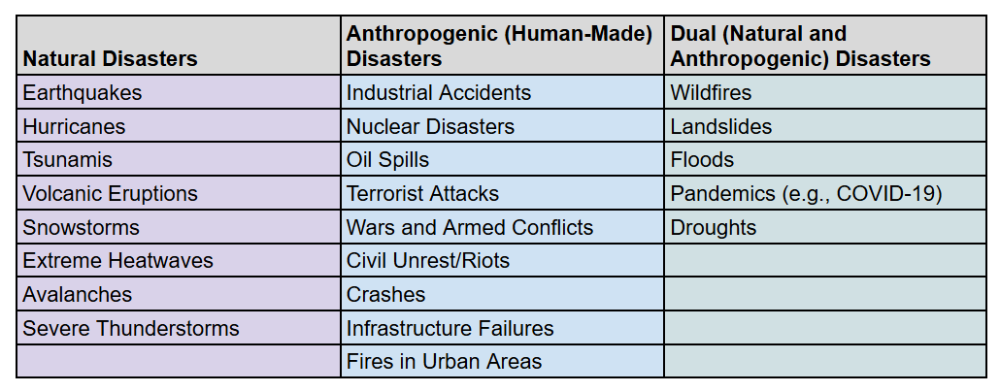 Natural Disasters
Anthropogenic (Human-Made) Disasters
Dual (Natural and Anthropogenic) Disasters
Earthquakes
Industrial Accidents
Wildfires
Hurricanes
Nuclear Disasters
Landslides
Tsunamis
Oil Spills
Floods
Volcanic Eruptions
Terrorist Attacks
Pandemics (e.g., COVID-19)
Snowstorms
Wars and Armed Conflicts
Droughts
Extreme Heatwaves
Civil Unrest/Riots
Avalanches
Crashes
Severe Thunderstorms
Infrastructure Failures
Fires in Urban Areas